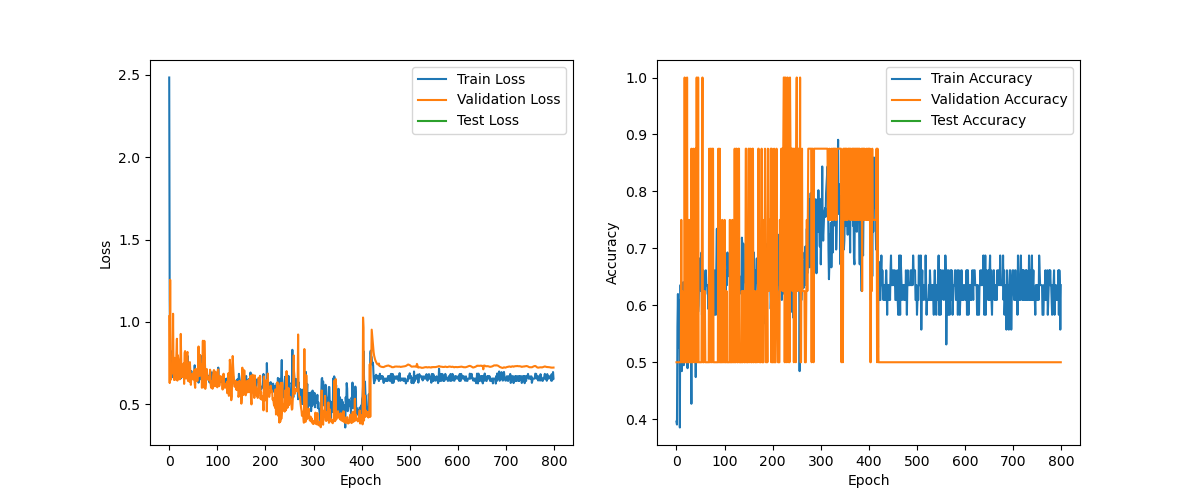 2.5
2.0
1.5
1.0
0.5
Loss
0 100 200 300 400 500 600 700 800
Epoch
Train Loss
Validation Loss
Test Loss
1.0
0.9
0.8
0.7
0.6
0.5
0.4
Accuracy
0 100 200 300 400 500 600 700 800
Epoch
Train Accuracy
Validation Accuracy
Test Accuracy